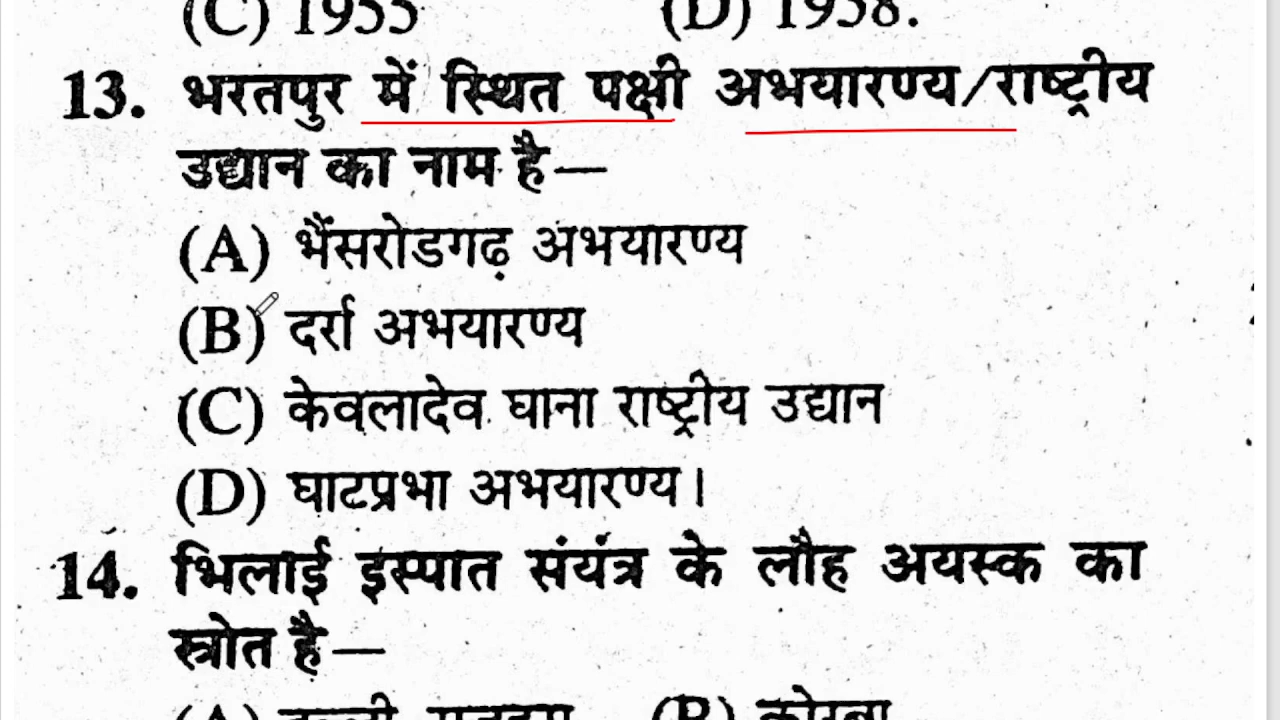 (C) 1955 (D) 1958.
13. भरतपुर में स्थित पक्षी अभयारण्य/राष्ट्रीय
उद्यान का नाम है—
(A) भैंसरोडगढ़ अभयारण्य
(B) दर्रा अभयारण्य
(C) केवलादेव घाना राष्ट्रीय उद्यान
(D) घाटप्रभा अभयारण्य।
14. भिलाई इस्पात संयंत्र के लौह अयस्क का
स्त्रोत है—
(A) (B) कोरबा